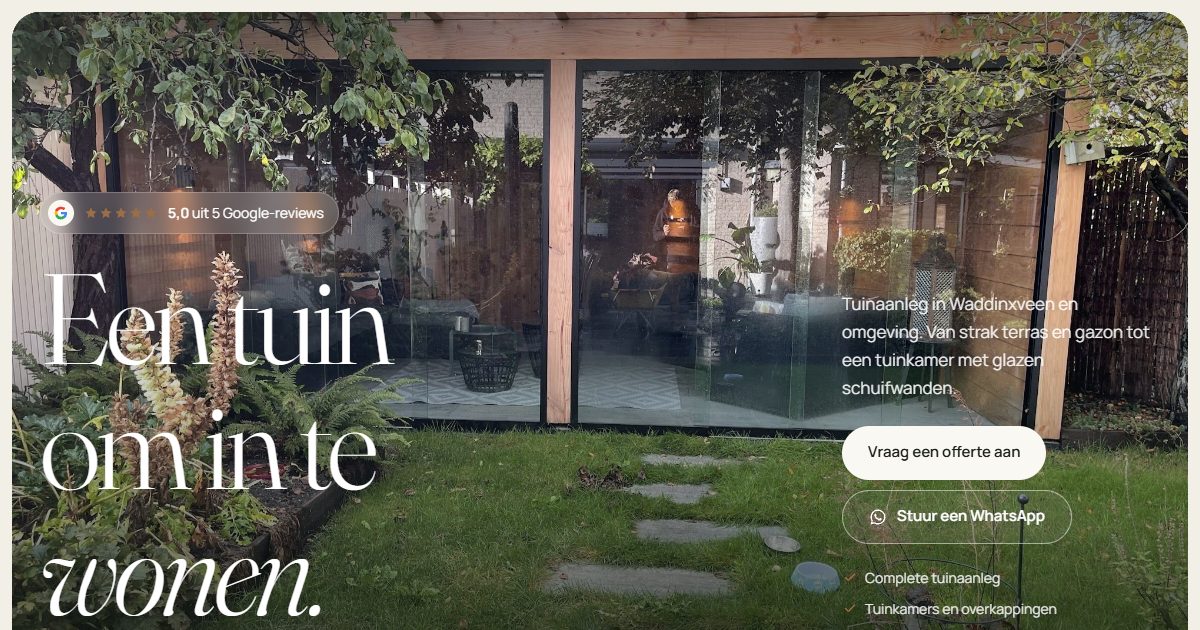 5,0 uit 5 Google-reviews
Een tuin
om in te
wonen.
Tuinaanleg in Waddinxveen en
omgeving. Van strak terras en gazon tot
een tuinkamer met glazen
schuifwanden.
Vraag een offerte aan
Stuur een WhatsApp
Complete tuinaanleg
Tuinkamers en overkappingen